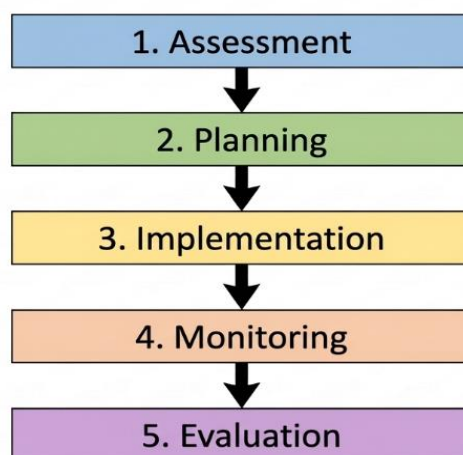 1. Assessment
2. Planning
3. Implementation
4. Monitoring
5. Evaluation